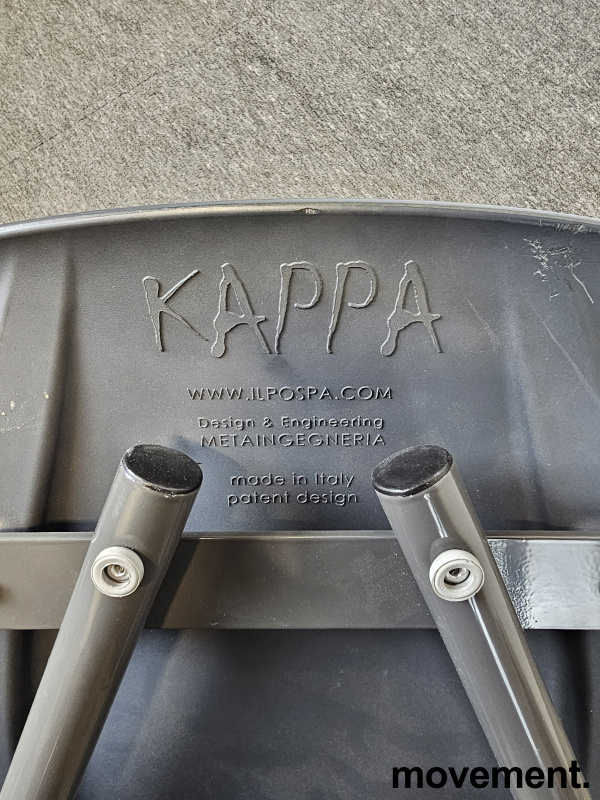 KAPPA
WWW.ILPOSPA.COM
Design & Engineering
METAINGEGNERIA
made in Italy
patent design
movement.